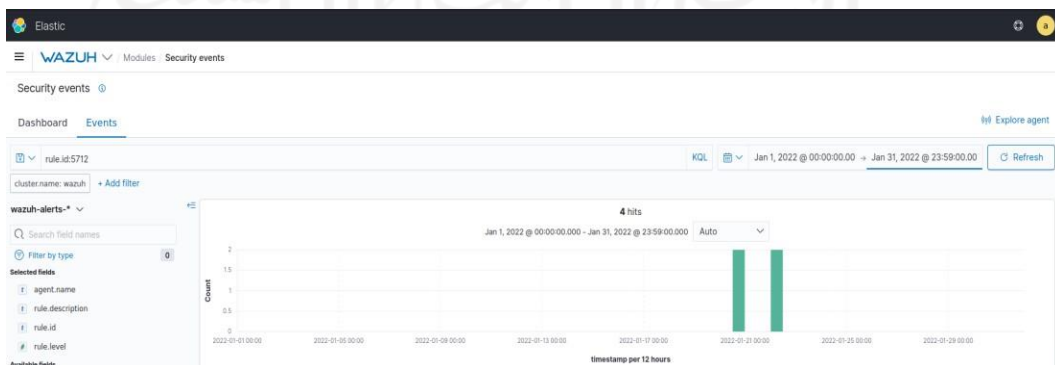 Elastic
a
WAZUH / Modules / Security events
Security events
Dashboard Events
Explore agent
rule.id:5712 KQL Jan 1, 2022 @ 00:00:00.00 → Jan 31, 2022 @ 23:59:00.00 Refresh
cluster.name: wazuh + Add filter
wazuh-alerts-*
4 hits
Search field names
Jan 1, 2022 @ 00:00:00.000 - Jan 31, 2022 @ 23:59:00.000 Auto
Filter by type 0
Selected fields
t agent.name
t rule.description
t rule.id
# rule.level
Available fields
Count
2
1.5
1
0.5
0
2022-01-01 00:00 2022-01-05 00:00 2022-01-09 00:00 2022-01-13 00:00 2022-01-17 00:00 2022-01-21 00:00 2022-01-25 00:00 2022-01-29 00:00
timestamp per 12 hours